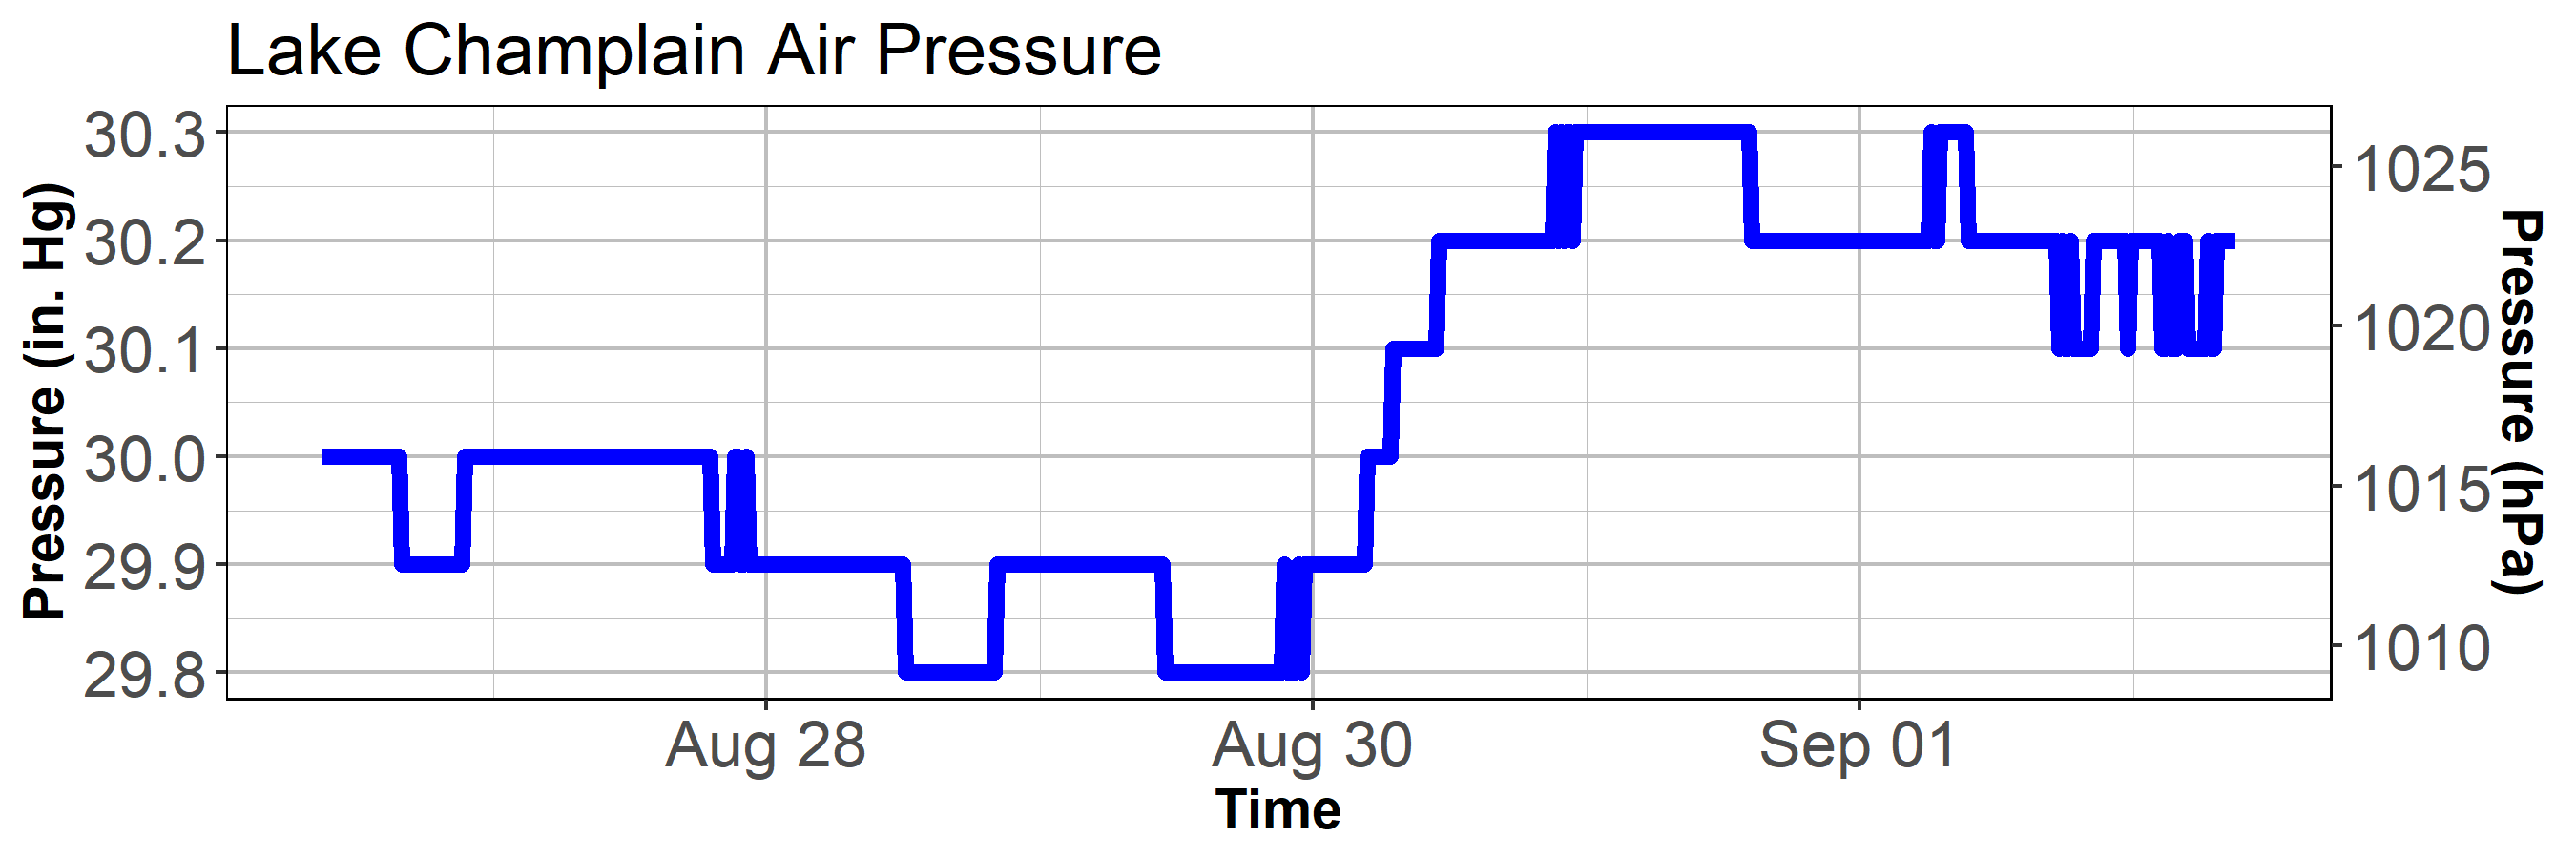 Lake Champlain Air Pressure
30.3
30.2
30.1
30.0
29.9
29.8
Pressure (in. Hg)
1025
1020
1015
1010
Pressure (hPa)
Aug 28
Aug 30
Sep 01
Time